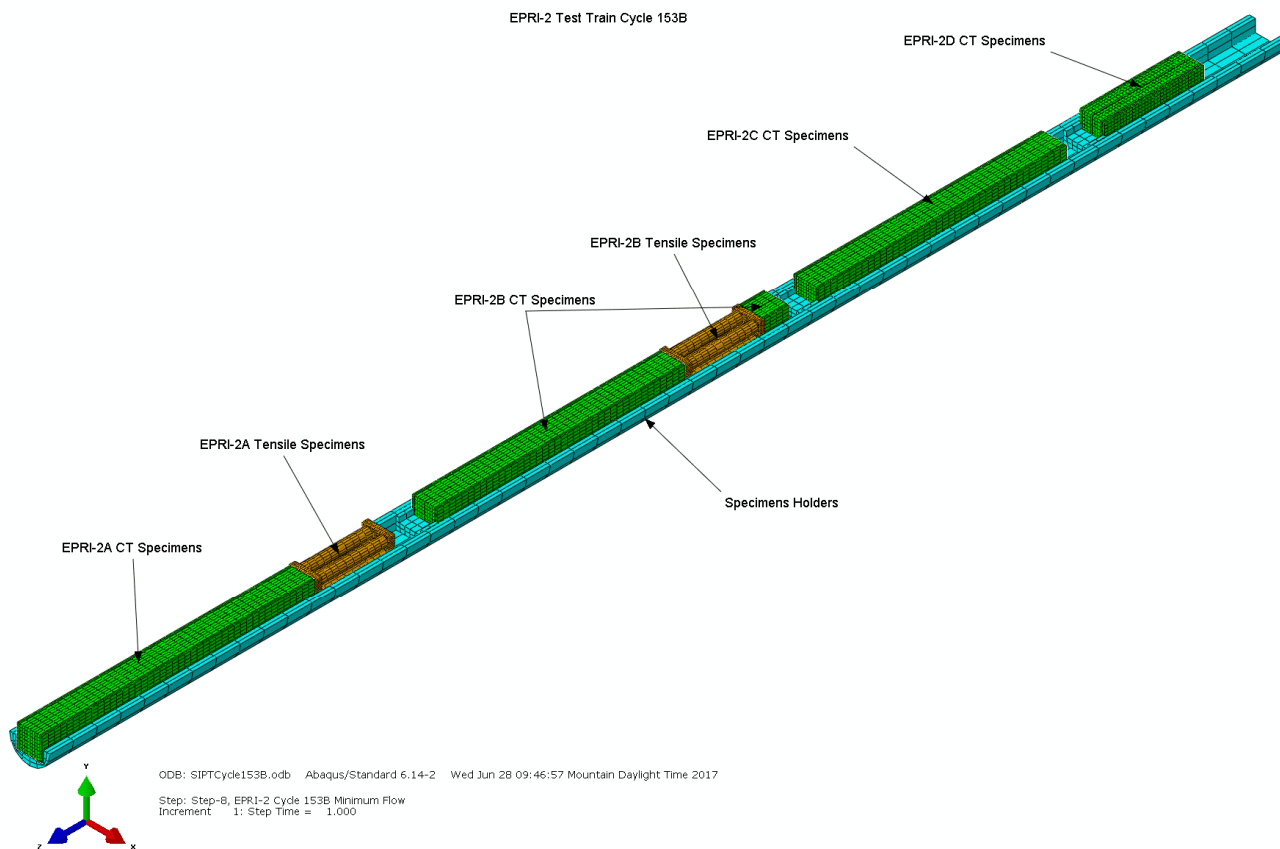 EPRI-2 Test Train Cycle 153B
EPRI-2D CT Specimens
EPRI-2C CT Specimens
EPRI-2B Tensile Specimens
EPRI-2B CT Specimens
EPRI-2A Tensile Specimens
Specimens Holders
EPRI-2A CT Specimens
Y
Z
X
ODB: SIPTCycle153B.odb    Abaqus/Standard 6.14-2    Wed Jun 28 09:46:57 Mountain Daylight Time 2017
Step: Step-8, EPRI-2 Cycle 153B Minimum Flow
Increment    1: Step Time =    1.000